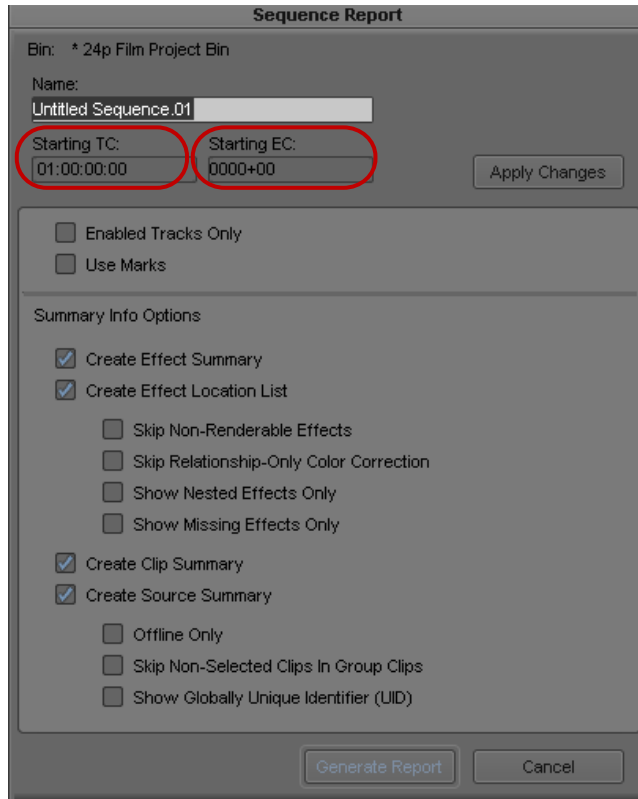 Sequence Report
Bin: * 24p Film Project Bin
Name:
Untitled Sequence.01
Starting TC: Starting EC:
01:00:00:00 0000+00 Apply Changes
Enabled Tracks Only
Use Marks
Summary Info Options
Create Effect Summary
Create Effect Location List
Skip Non-Renderable Effects
Skip Relationship-Only Color Correction
Show Nested Effects Only
Show Missing Effects Only
Create Clip Summary
Create Source Summary
Offline Only
Skip Non-Selected Clips In Group Clips
Show Globally Unique Identifier (UID)
Generate Report Cancel